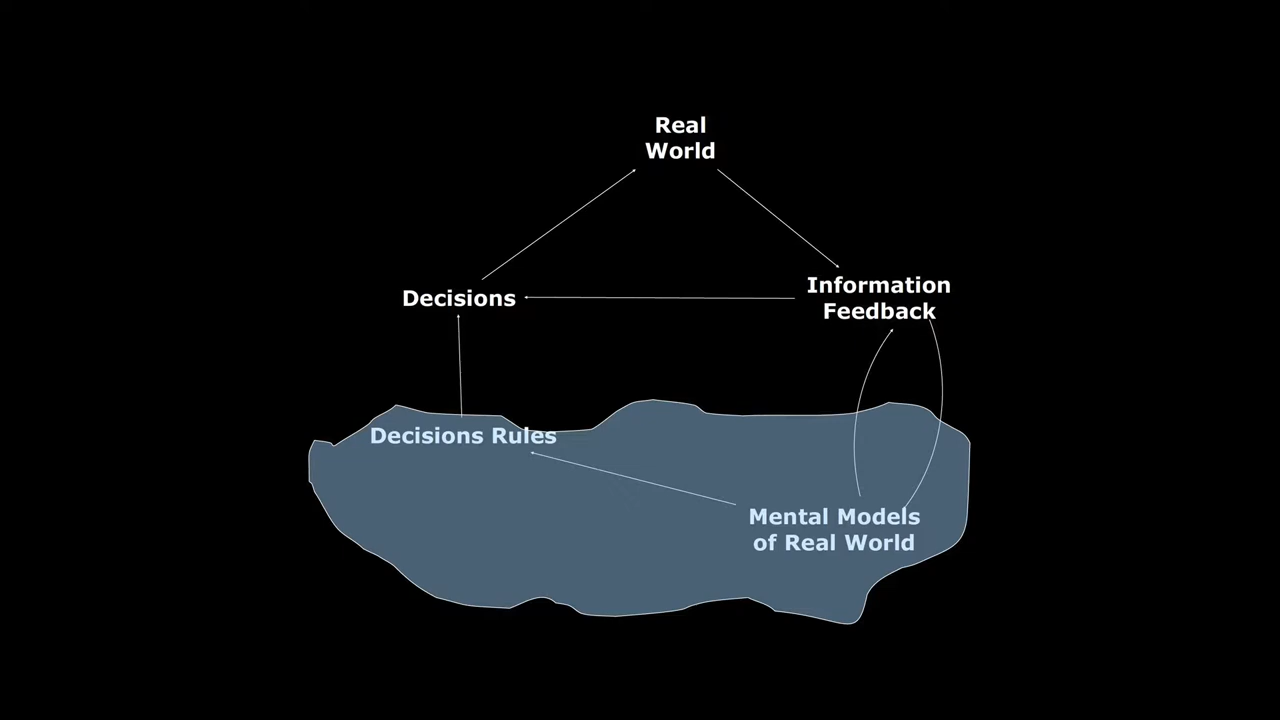 Real
World
Decisions
Information
Feedback
Decisions Rules
Mental Models
of Real World